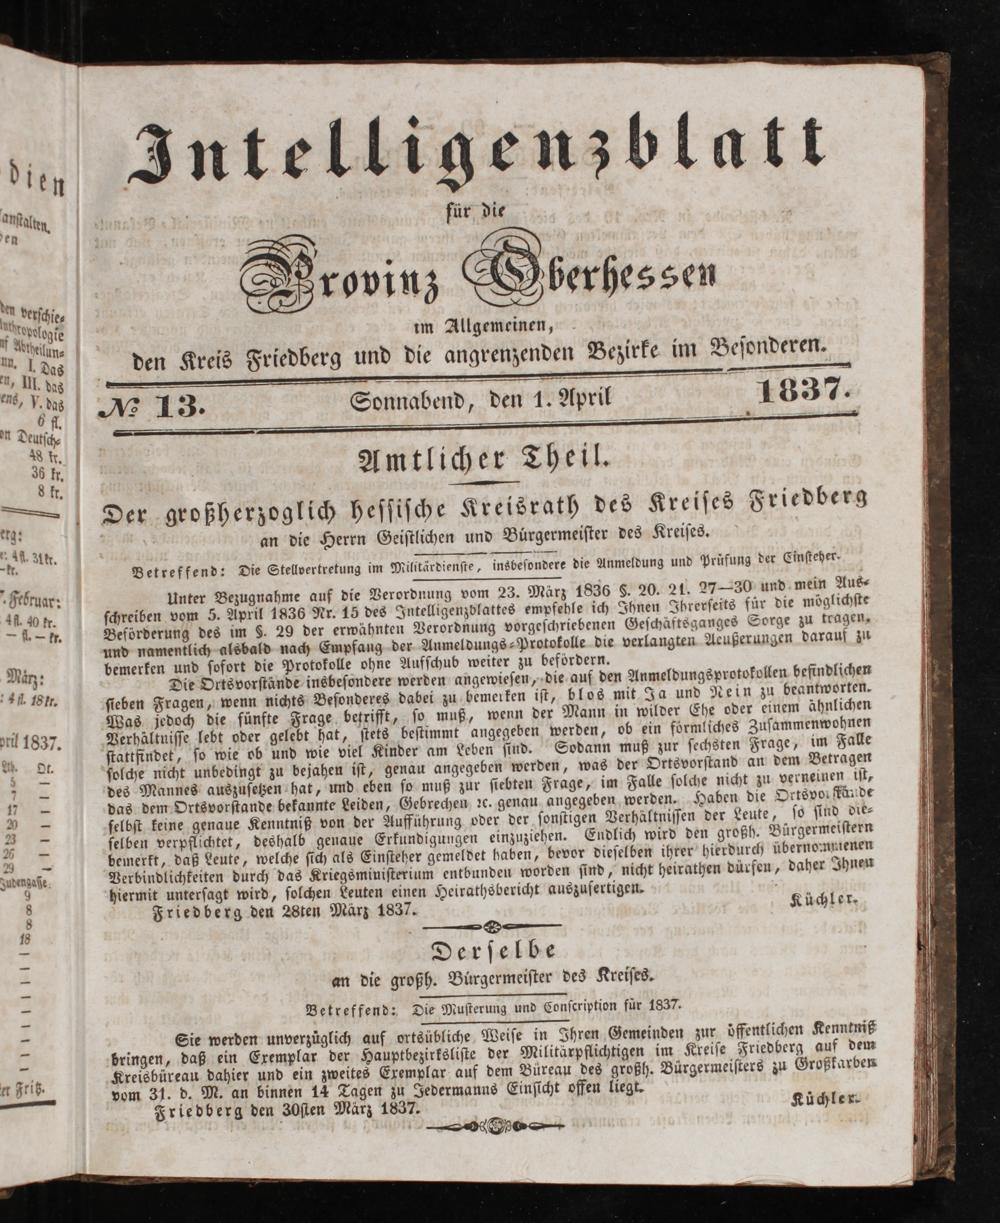 Intelligenzblatt
für die
Provinz Oberhessen
im Allgemeinen,
den Kreis Friedberg und die angrenzenden Bezirke im Besonderen.
№ 13. Sonnabend, den 1. April 1837.
Amtlicher Theil.
Der großherzoglich hessische Kreisrath des Kreises Friedberg
an die Herrn Geistlichen und Bürgermeister des Kreises.
Betreffend: Die Stellvertretung im Militärdienste, insbesondere die Anmeldung und Prüfung der Einsteher.
Unter Bezugnahme auf die Verordnung vom 23. März 1836 §. 20. 21. 27—30 und mein Aus-
schreiben vom 5. April 1836 Nr. 15 des Intelligenzblattes empfehle ich Ihnen Ihrerseits für die möglichste
Beförderung des im §. 29 der erwähnten Verordnung vorgeschriebenen Geschäftsganges Sorge zu tragen,
und namentlich alsbald nach Empfang der Anmeldungs-Protokolle die verlangten Aeußerungen darauf zu
bemerken und sofort die Protokolle ohne Aufschub weiter zu befördern.
Die Ortsvorstände insbesondere werden angewiesen, die auf den Anmeldungsprotokollen befindlichen
sieben Fragen, wenn nichts Besonderes dabei zu bemerken ist, blos mit Ja und Nein zu beantworten.
Was jedoch die fünfte Frage betrifft, so muß, wenn der Mann in wilder Ehe oder einem ähnlichen
Verhältnisse lebt oder gelebt hat, stets bestimmt angegeben werden, ob ein förmliches Zusammenwohnen
stattfindet, so wie ob und wie viel Kinder am Leben sind. Sodann muß zur sechsten Frage, im Falle
solche nicht unbedingt zu bejahen ist, genau angegeben werden, was der Ortsvorstand an dem Betragen
des Mannes auszusetzen hat, und eben so muß zur siebten Frage, im Falle solche nicht zu verneinen ist,
das dem Ortsvorstande bekannte Leiden, Gebrechen ꝛc. genau angegeben werden. Haben die Ortsvorstände
selbst keine genaue Kenntniß von der Aufführung oder der sonstigen Verhältnissen der Leute, so sind die-
selben verpflichtet, deshalb genaue Erkundigungen einzuziehen. Endlich wird den großh. Bürgermeistern
bemerkt, daß Leute, welche sich als Einsteher gemeldet haben, bevor dieselben ihrer hierdurch übernommenen
Verbindlichkeiten durch das Kriegsministerium entbunden worden sind, nicht heirathen dürfen, daher Ihnen
hiermit untersagt wird, solchen Leuten einen Heirathsbericht auszufertigen.
Friedberg den 28ten März 1837. Küchler.
Derselbe
an die großh. Bürgermeister des Kreises.
Betreffend: Die Musterung und Conscription für 1837.
Sie werden unverzüglich auf ortsübliche Weise in Ihren Gemeinden zur öffentlichen Kenntniß
bringen, daß ein Exemplar der Hauptbezirksliste der Militärpflichtigen im Kreise Friedberg auf dem
Kreisbüreau dahier und ein zweites Exemplar auf dem Büreau des großh. Bürgermeisters zu Großkarben
vom 31. d. M. an binnen 14 Tagen zu Jedermanns Einsicht offen liegt.
Friedberg den 30sten März 1837. Küchler.